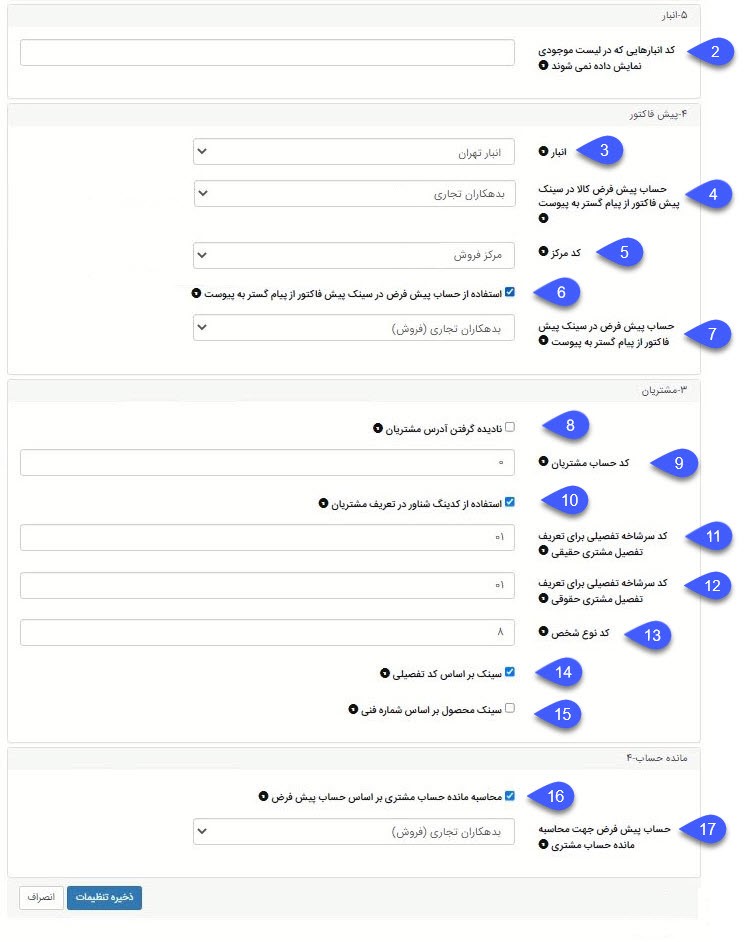 ۵-انبار
2
کد انبارهایی که در لیست موجودی
نمایش داده نمی شوند
۴-پیش فاکتور
3
انبار
انبار تهران
4
حساب پیش فرض کالا در سینک
پیش فاکتور از پیام گستر به پیوست
بدهکاران تجاری
5
کد مرکز
مرکز فروش
6
استفاده از حساب پیش فرض در سینک پیش فاکتور از پیام گستر به پیوست
7
حساب پیش فرض در سینک پیش
فاکتور از پیام گستر به پیوست
بدهکاران تجاری (فروش)
۳-مشتریان
8
نادیده گرفتن آدرس مشتریان
9
کد حساب مشتریان
۰
10
استفاده از کدینگ شناور در تعریف مشتریان
11
کد سرشاخه تفصیلی برای تعریف
تفصیل مشتری حقیقی
۰۱
12
کد سرشاخه تفصیلی برای تعریف
تفصیل مشتری حقوقی
۰۱
13
کد نوع شخص
۸
14
سینک بر اساس کد تفصیلی
15
سینک محصول بر اساس شماره فنی
مانده حساب-۴
16
محاسبه مانده حساب مشتری بر اساس حساب پیش فرض
17
حساب پیش فرض جهت محاسبه
مانده حساب مشتری
بدهکاران تجاری (فروش)
ذخیره تنظیمات
انصراف